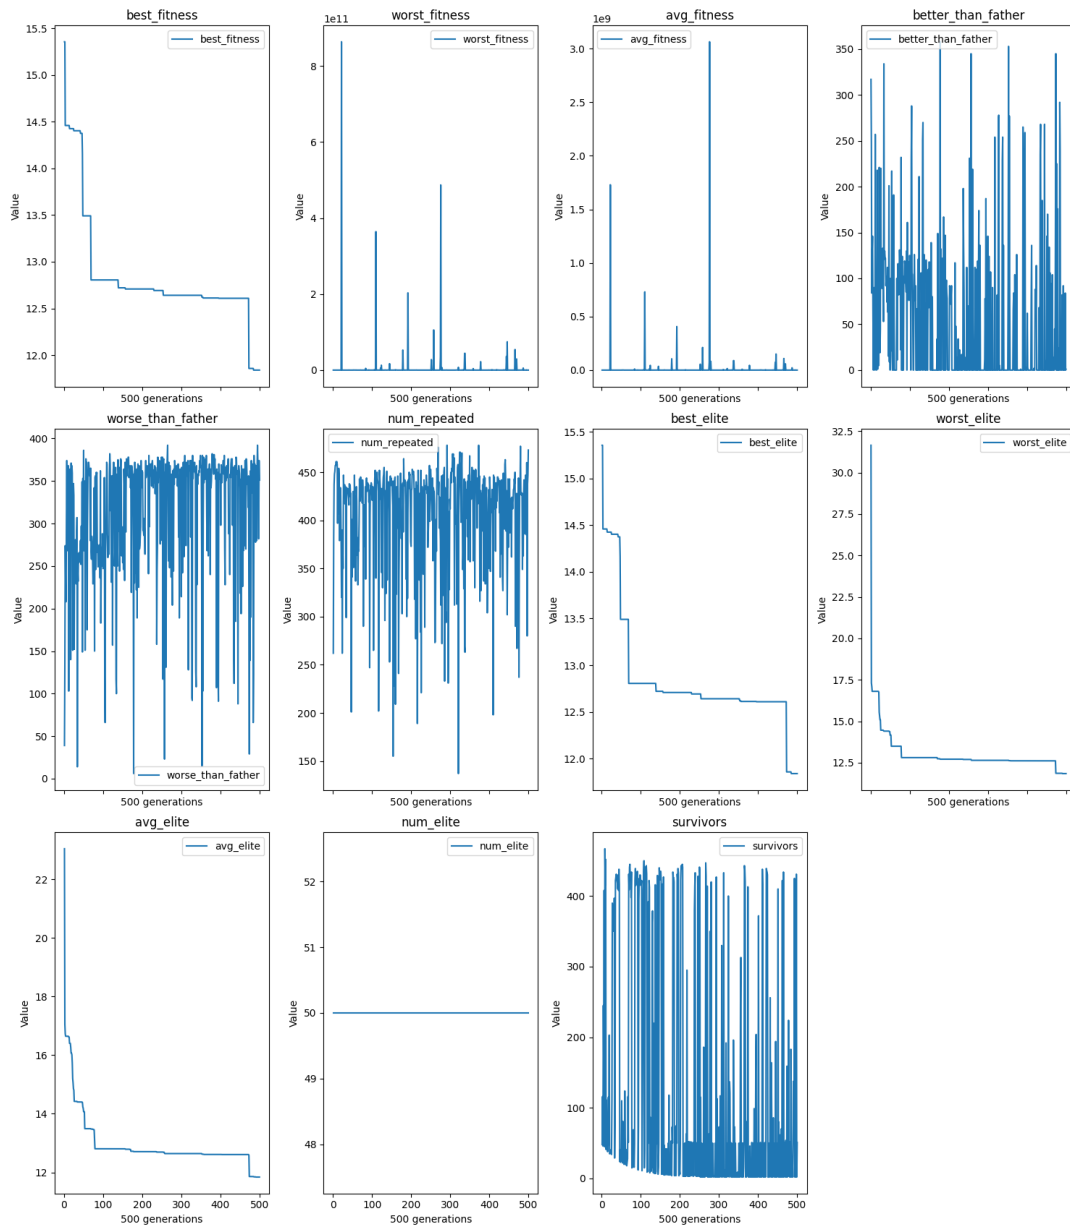 best_fitness
best_fitness
Value
15.5
15.0
14.5
14.0
13.5
13.0
12.5
12.0
500 generations
worst_fitness
1e11
worst_fitness
Value
8
6
4
2
0
500 generations
avg_fitness
1e9
avg_fitness
Value
3.0
2.5
2.0
1.5
1.0
0.5
0.0
500 generations
better_than_father
better_than_father
Value
350
300
250
200
150
100
50
0
500 generations
worse_than_father
worse_than_father
Value
400
350
300
250
200
150
100
50
0
500 generations
num_repeated
num_repeated
Value
450
400
350
300
250
200
150
500 generations
best_elite
best_elite
Value
15.5
15.0
14.5
14.0
13.5
13.0
12.5
12.0
500 generations
worst_elite
worst_elite
Value
32.5
30.0
27.5
25.0
22.5
20.0
17.5
15.0
12.5
500 generations
avg_elite
avg_elite
Value
22
20
18
16
14
12
0 100 200 300 400 500
500 generations
num_elite
num_elite
Value
52
51
50
49
48
0 100 200 300 400 500
500 generations
survivors
survivors
Value
400
300
200
100
0
0 100 200 300 400 500
500 generations